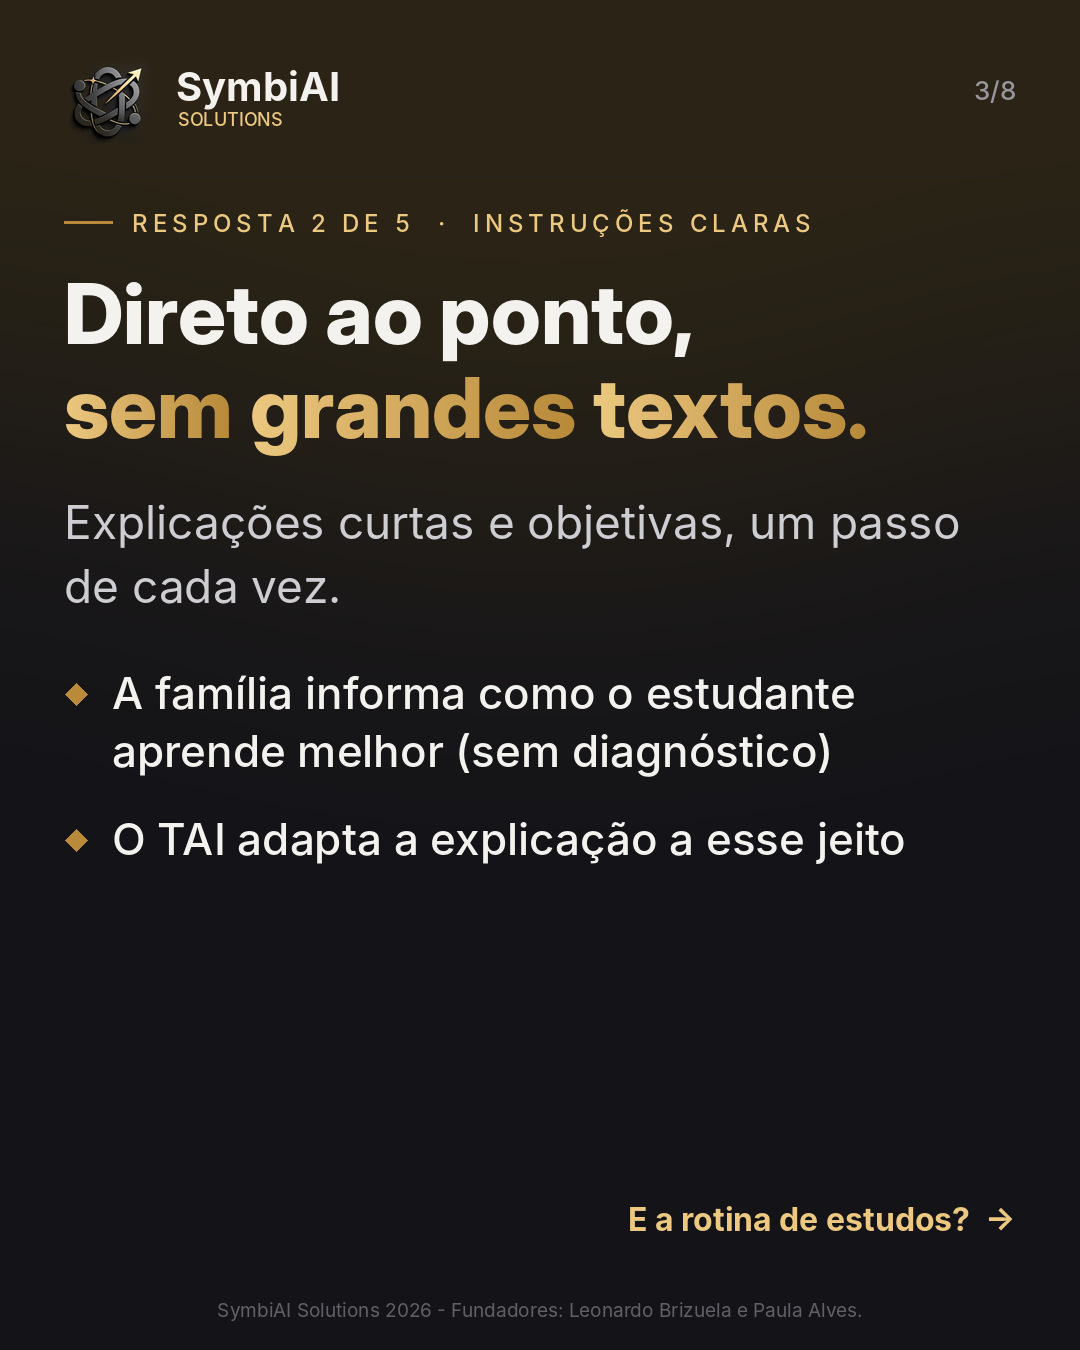 SymbiAI
SOLUTIONS
3/8
RESPOSTA 2 DE 5 · INSTRUÇÕES CLARAS
Direto ao ponto,
sem grandes textos.
Explicações curtas e objetivas, um passo
de cada vez.
A família informa como o estudante
aprende melhor (sem diagnóstico)
O TAI adapta a explicação a esse jeito
E a rotina de estudos? →
SymbiAI Solutions 2026 - Fundadores: Leonardo Brizuela e Paula Alves.